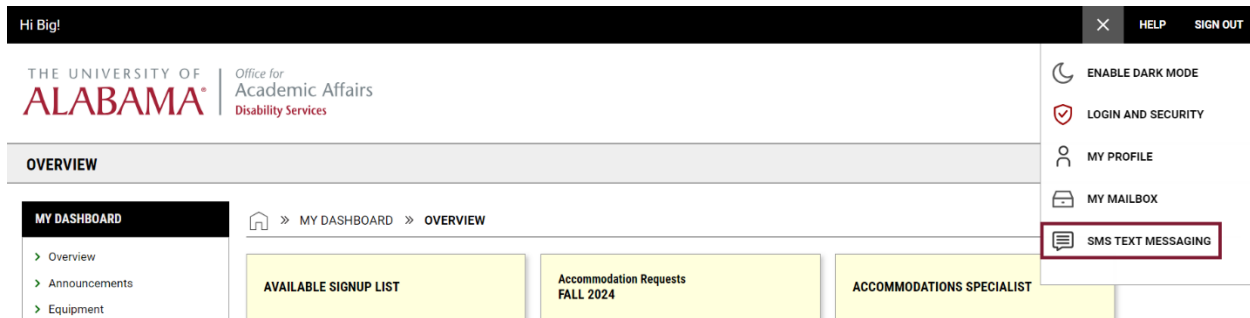 Hi Big!
HELP
SIGN OUT
THE UNIVERSITY OF
ALABAMA®
Office for
Academic Affairs
Disability Services
ENABLE DARK MODE
LOGIN AND SECURITY
MY PROFILE
MY MAILBOX
SMS TEXT MESSAGING
OVERVIEW
MY DASHBOARD
> Overview
> Announcements
> Equipment
» MY DASHBOARD » OVERVIEW
AVAILABLE SIGNUP LIST
Accommodation Requests
FALL 2024
ACCOMMODATIONS SPECIALIST